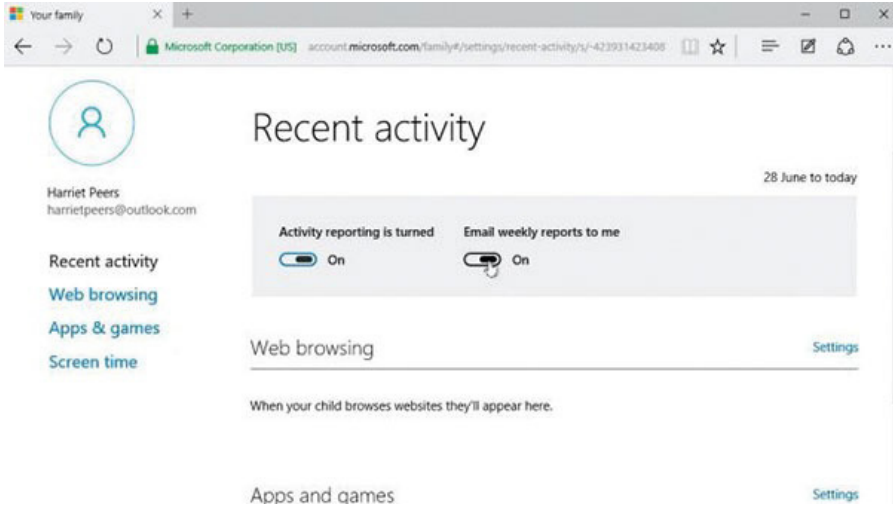 Your family
Microsoft Corporation [US] account.microsoft.com/family#/settings/recent-activity/s/-423931423408
Recent activity
28 June to today
Harriet Peers
harrietpeers@outlook.com
Activity reporting is turned
Email weekly reports to me
On
On
Recent activity
Web browsing
Apps & games
Screen time
Web browsing
Settings
When your child browses websites they'll appear here.
Apps and games
Settings